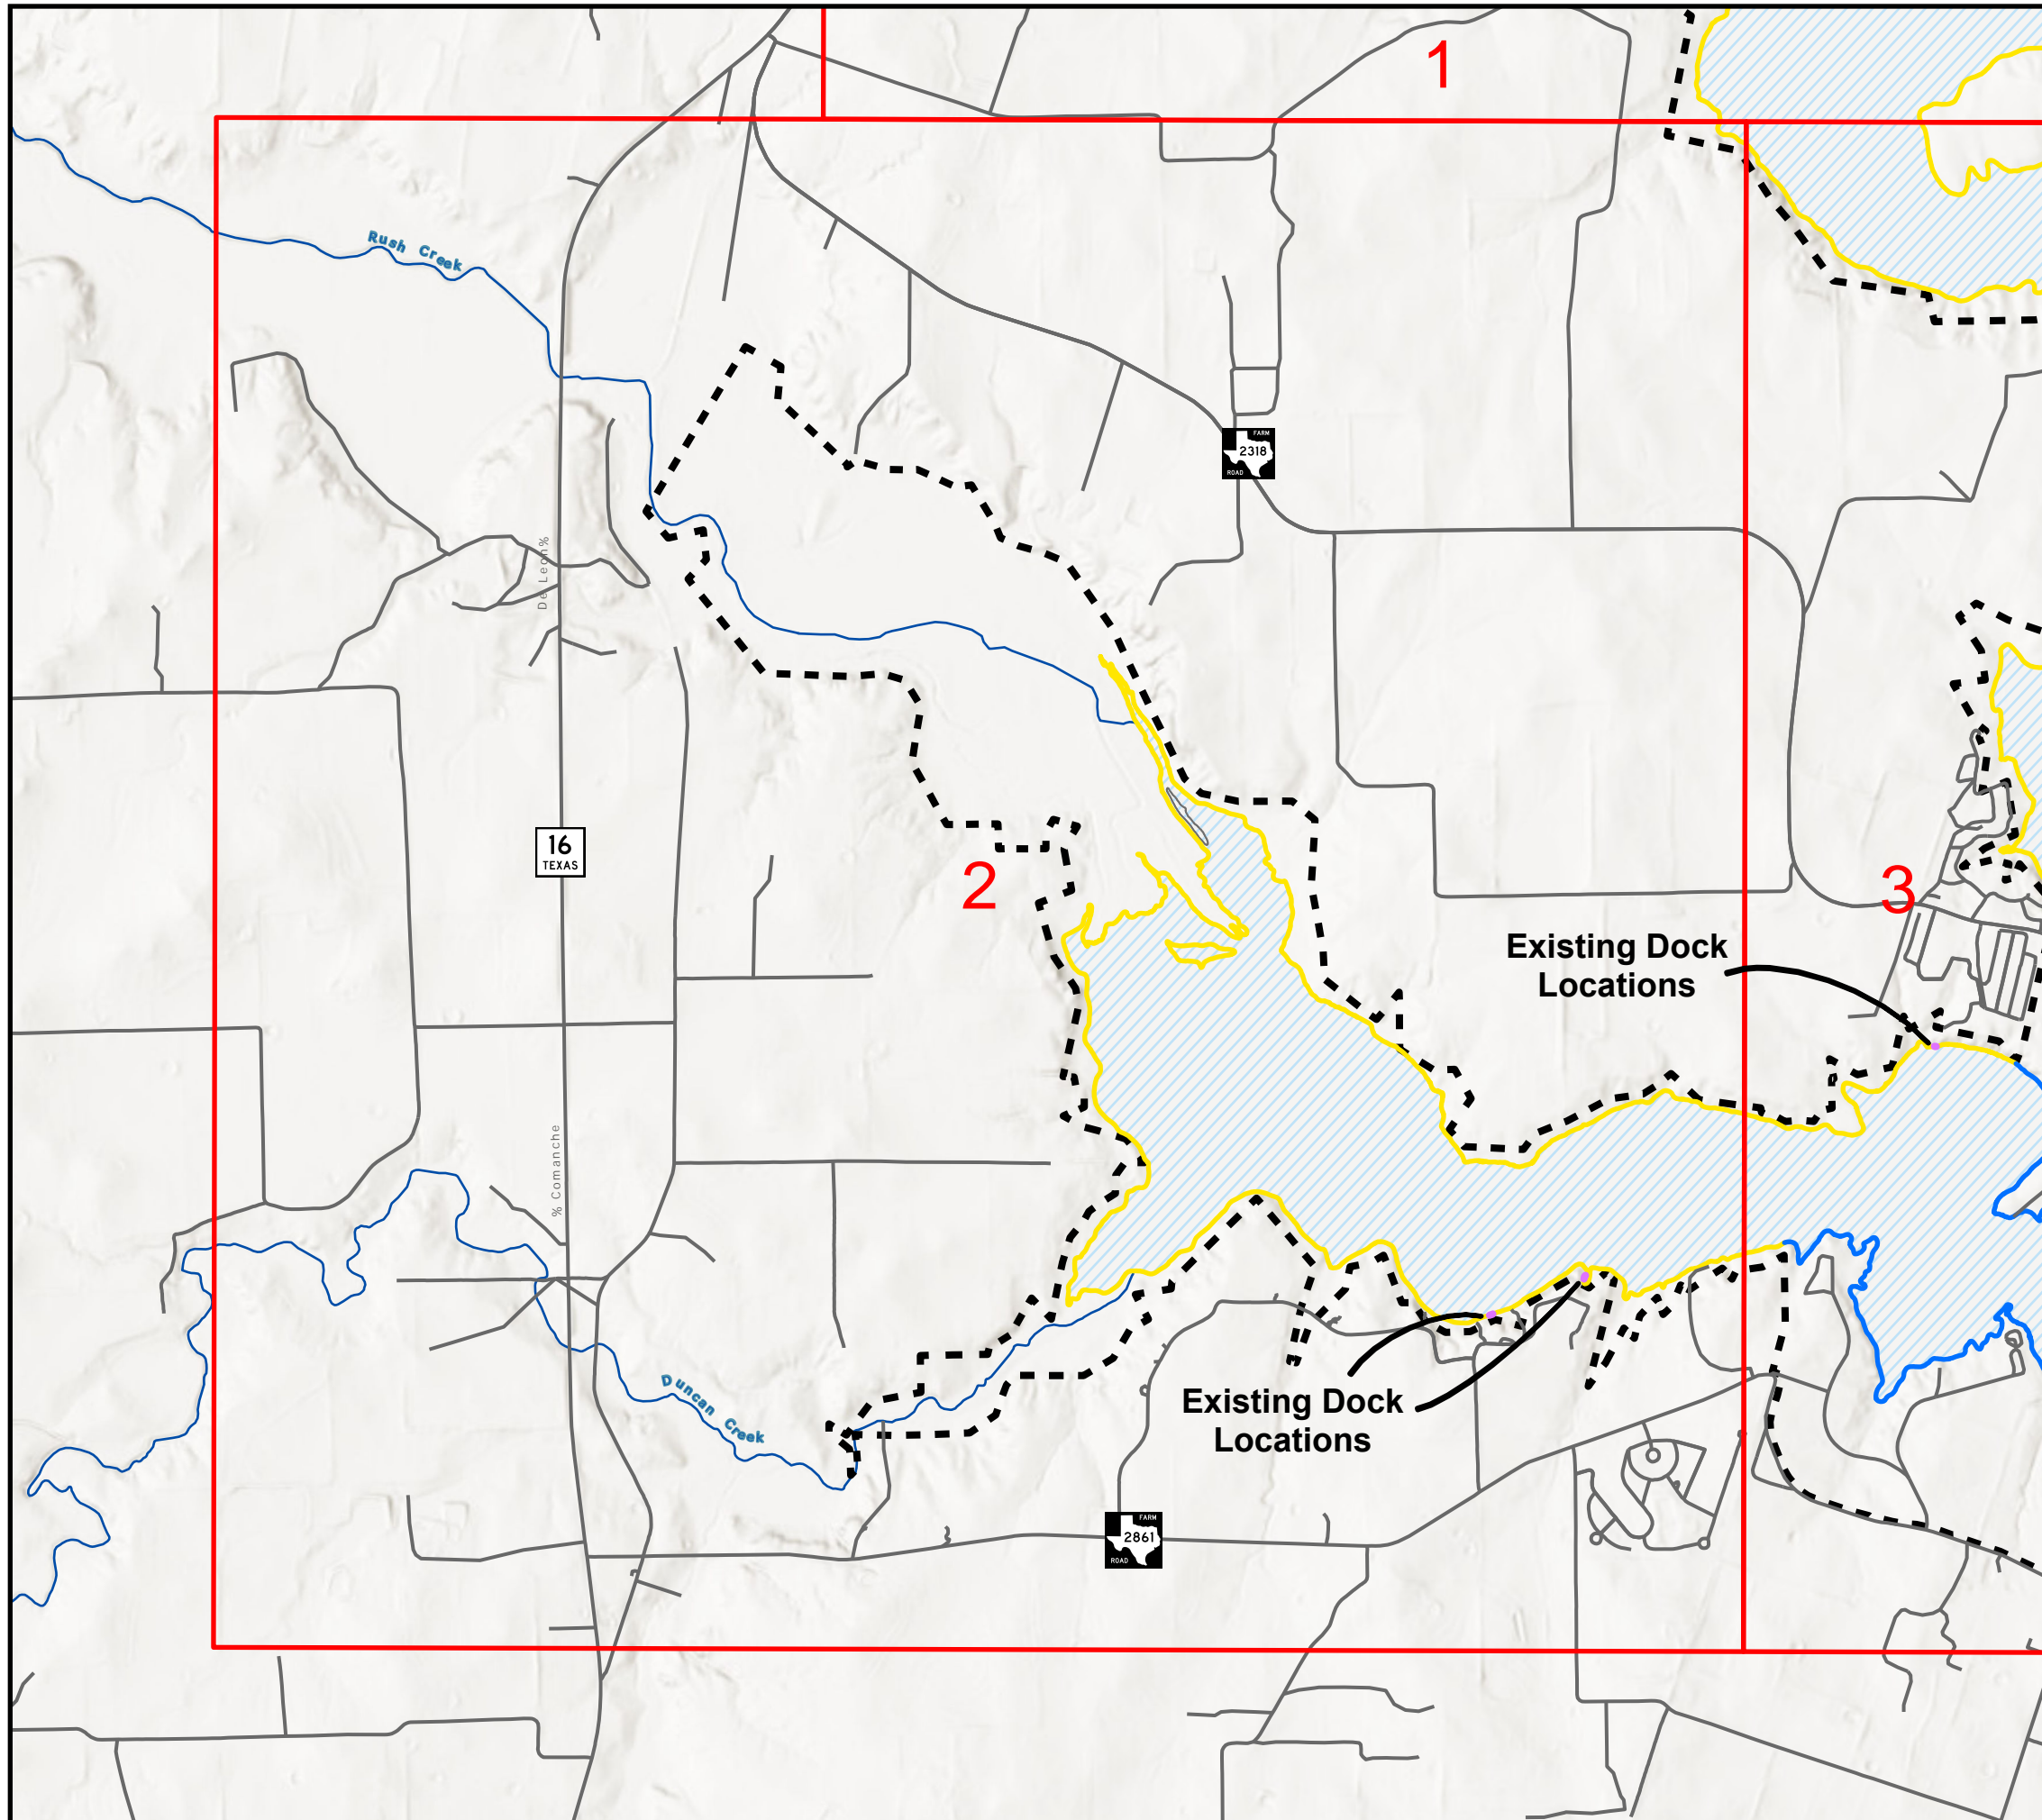 1
Rush Creek
FARM
2318
ROAD
De Leon%
16
TEXAS
2
3
Existing Dock
Locations
% Comanche
Duncan Creek
Existing Dock
Locations
FARM
2861
ROAD